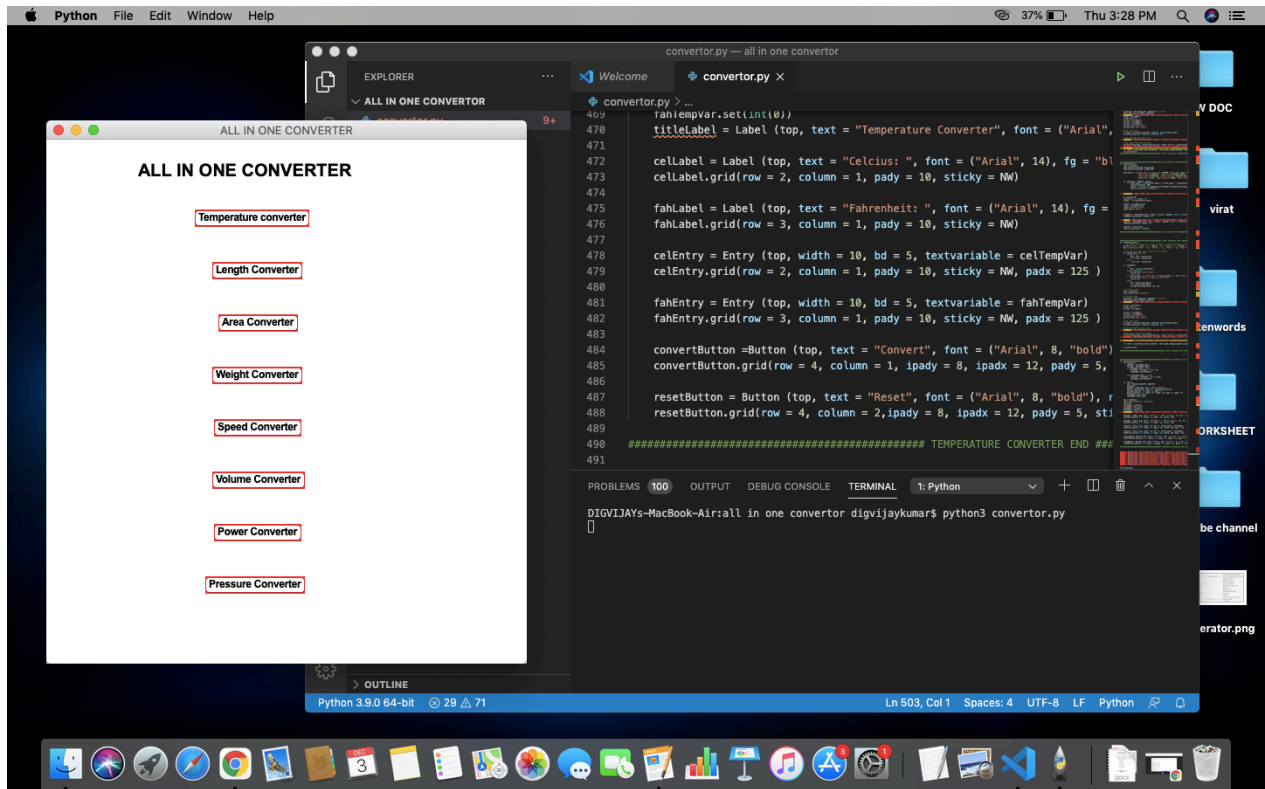 Python File Edit Window Help 37% Thu 3:28 PM
convertor.py — all in one convertor
EXPLORER
Welcome convertor.py
ALL IN ONE CONVERTOR
convertor.py > ...
convertor.py 9+
ALL IN ONE CONVERTER
ALL IN ONE CONVERTER
Temperature converter
Length Converter
Area Converter
Weight Converter
Speed Converter
Volume Converter
Power Converter
Pressure Converter
469 fahTempVar.set(int(0))
470 titleLabel = Label (top, text = "Temperature Converter", font = ("Arial",
471
472 celLabel = Label (top, text = "Celcius: ", font = ("Arial", 14), fg = "bl
473 celLabel.grid(row = 2, column = 1, pady = 10, sticky = NW)
474
475 fahLabel = Label (top, text = "Fahrenheit: ", font = ("Arial", 14), fg =
476 fahLabel.grid(row = 3, column = 1, pady = 10, sticky = NW)
477
478 celEntry = Entry (top, width = 10, bd = 5, textvariable = celTempVar)
479 celEntry.grid(row = 2, column = 1, pady = 10, sticky = NW, padx = 125 )
480
481 fahEntry = Entry (top, width = 10, bd = 5, textvariable = fahTempVar)
482 fahEntry.grid(row = 3, column = 1, pady = 10, sticky = NW, padx = 125 )
483
484 convertButton =Button (top, text = "Convert", font = ("Arial", 8, "bold")
485 convertButton.grid(row = 4, column = 1, ipady = 8, ipadx = 12, pady = 5,
486
487 resetButton = Button (top, text = "Reset", font = ("Arial", 8, "bold"), r
488 resetButton.grid(row = 4, column = 2,ipady = 8, ipadx = 12, pady = 5, sti
489
490 ############################################### TEMPERATURE CONVERTER END ###
491
PROBLEMS 100 OUTPUT DEBUG CONSOLE TERMINAL 1: Python
DIGVIJAYs-MacBook-Air:all in one convertor digvijaykumar$ python3 convertor.py
OUTLINE
Python 3.9.0 64-bit 29 71 Ln 503, Col 1 Spaces: 4 UTF-8 LF Python
DOC
virat
enwords
ORKSHEET
be channel
erator.png
DEC
3
3
1
DOCX